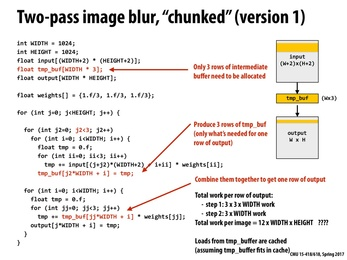 Two-pass image blur, “chunked” (version 1)
int WIDTH = 1024;
int HEIGHT = 1024;
float input[(WIDTH+2) * (HEIGHT+2)];
float tmp_buf[WIDTH * 3];
float output[WIDTH * HEIGHT];
float weights[] = {1.f/3, 1.f/3, 1.f/3};
for (int j=0; j<HEIGHT; j++) {
for (int j2=0; j2<3; j2++)
for (int i=0; i<WIDTH; i++) {
float tmp = 0.f;
for (int ii=0; ii<3; ii++)
tmp += input[(j+j2)*(WIDTH+2) + i+ii] * weights[ii];
tmp_buf[j2*WIDTH + i] = tmp;
for (int i=0; i<WIDTH; i++) {
float tmp = 0.f;
for (int jj=0; jj<3; jj++)
tmp += tmp_buf[jj*WIDTH + i] * weights[jj];
output[j*WIDTH + i] = tmp;
}
}
Only 3 rows of intermediate
buffer need to be allocated
input
(W+2)x(H+2)
tmp_buf
(Wx3)
output
W x H
Produce 3 rows of tmp_buf
(only what’s needed for one
row of output)
Combine them together to get one row of output
Total work per row of output:
- step 1: 3 x 3 x WIDTH work
- step 2: 3 x WIDTH work
Total work per image = 12 x WIDTH x HEIGHT ????
Loads from tmp_buffer are cached
(assuming tmp_buffer fits in cache)
CMU 15-418/618, Spring 2017